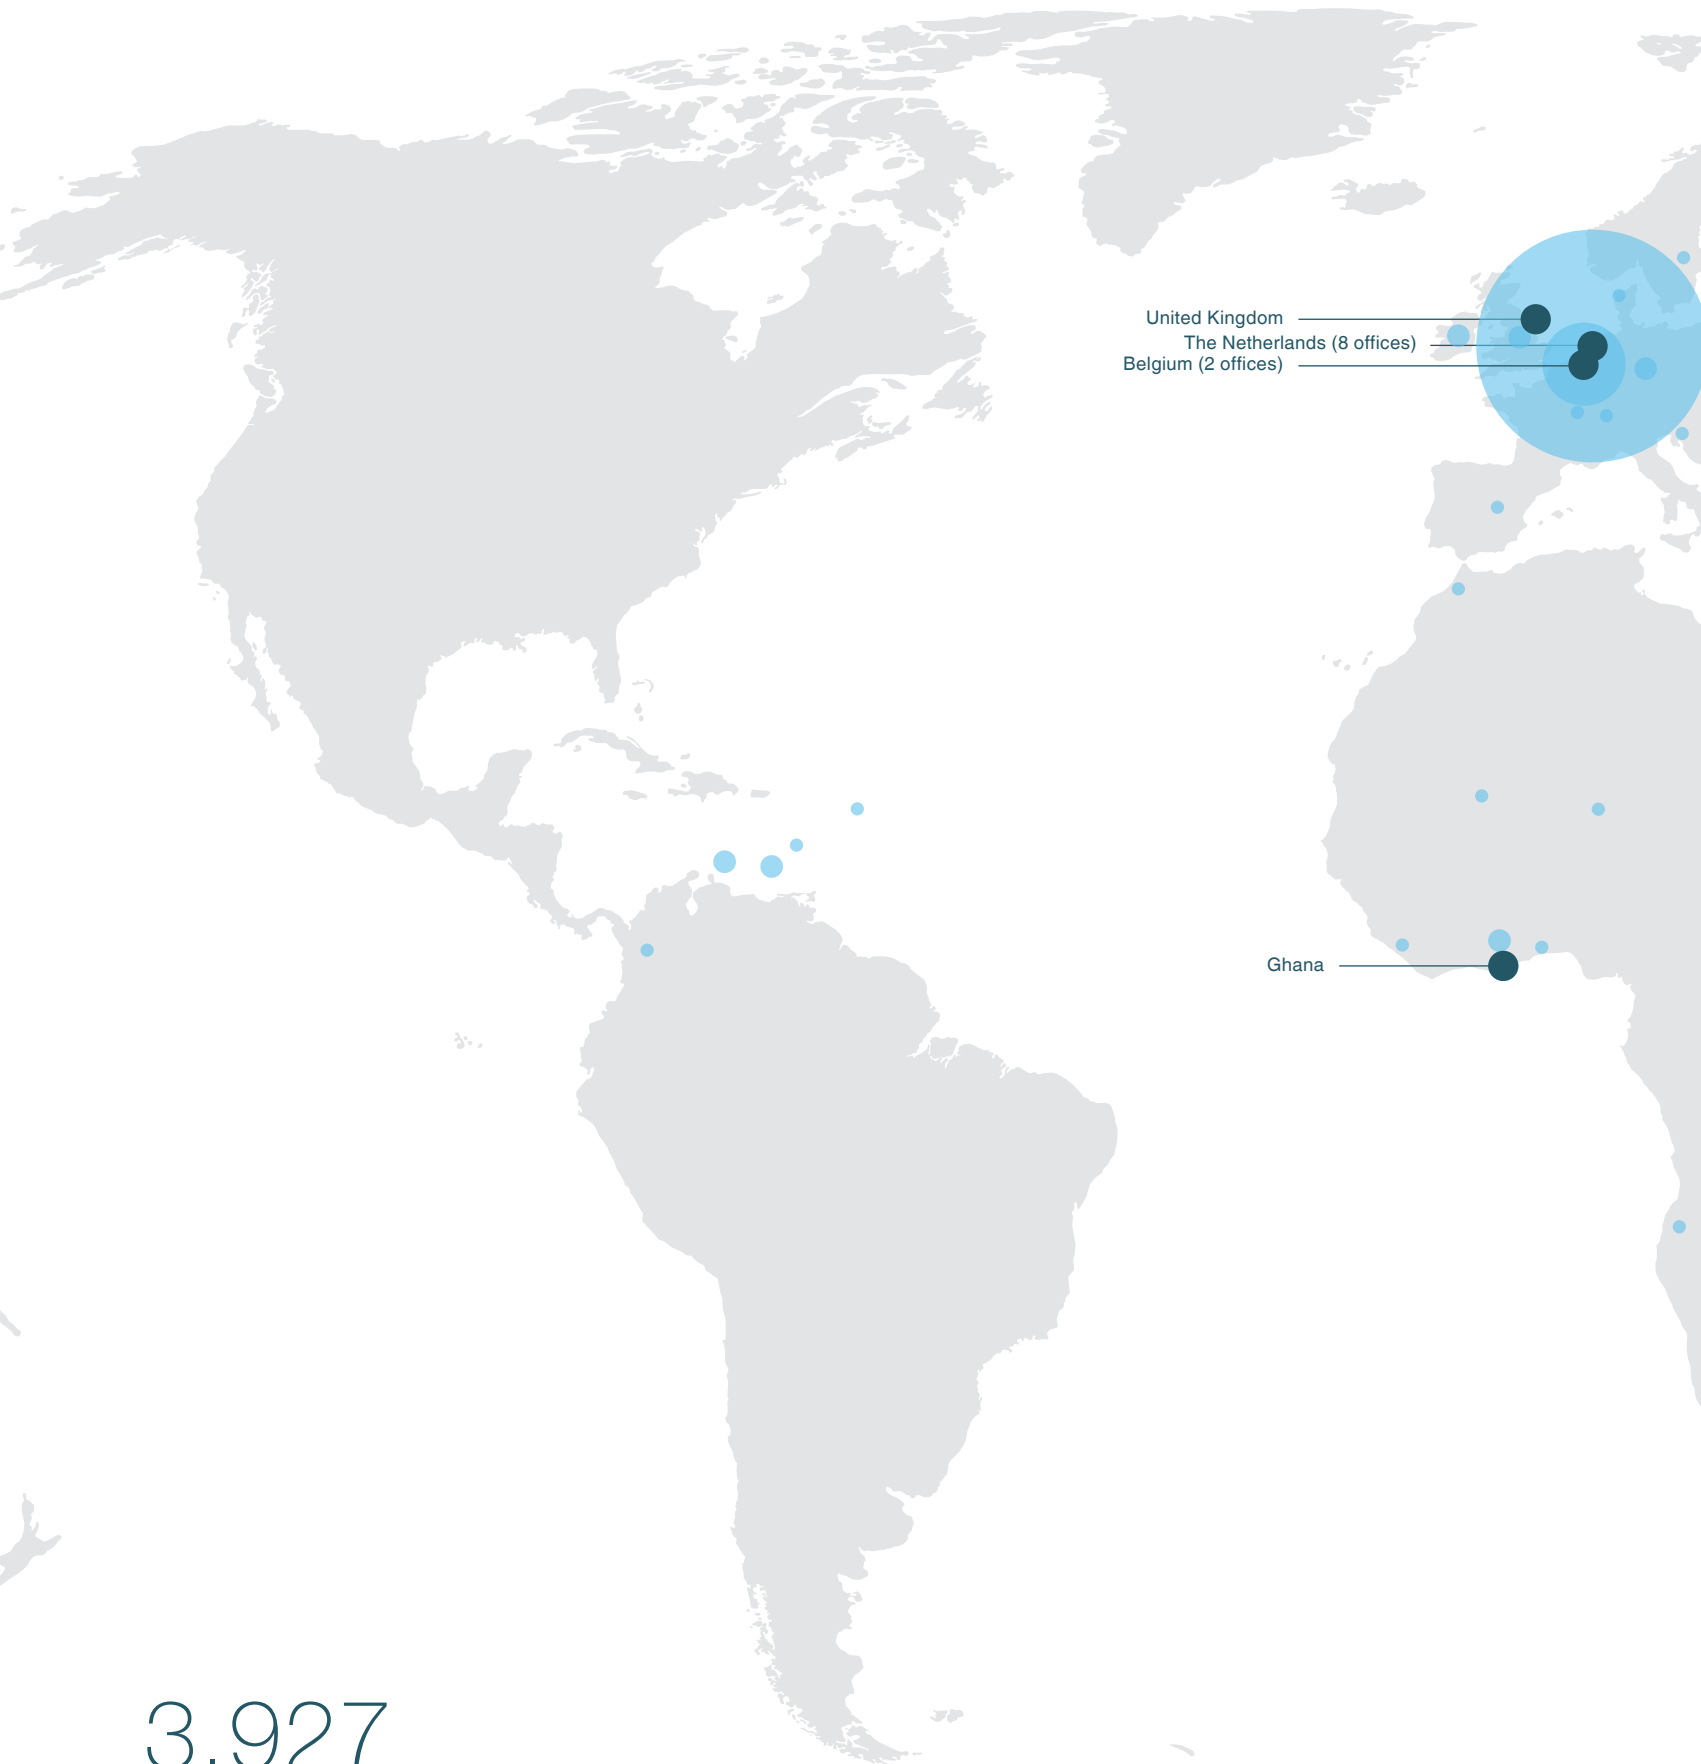 United Kingdom
The Netherlands (8 offices)
Belgium (2 offices)
Ghana
3.927